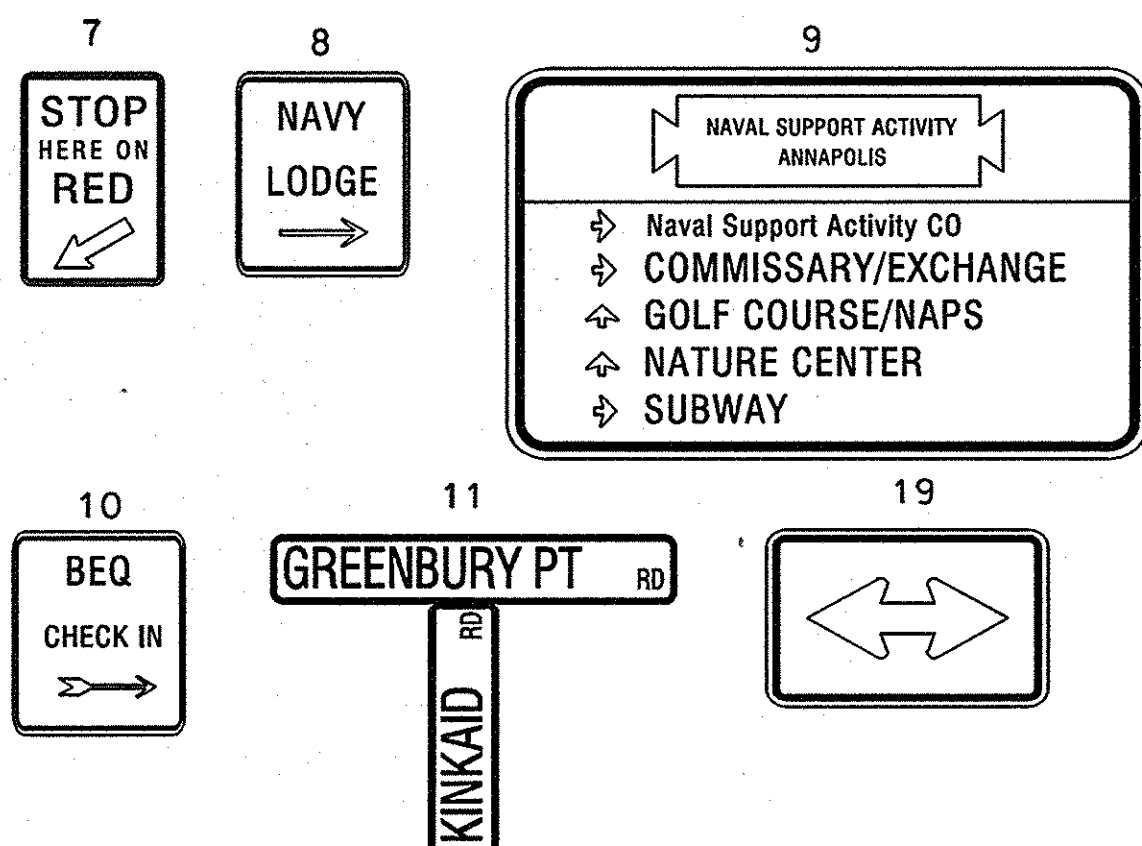 7
STOP
HERE ON
RED
8
NAVY
LODGE
9
NAVAL SUPPORT ACTIVITY
ANNAPOLIS
Naval Support Activity CO
COMMISSARY/EXCHANGE
GOLF COURSE/NAPS
NATURE CENTER
SUBWAY
10
BEQ
CHECK IN
11
GREENBURY PT RD
KINKAID RD
19